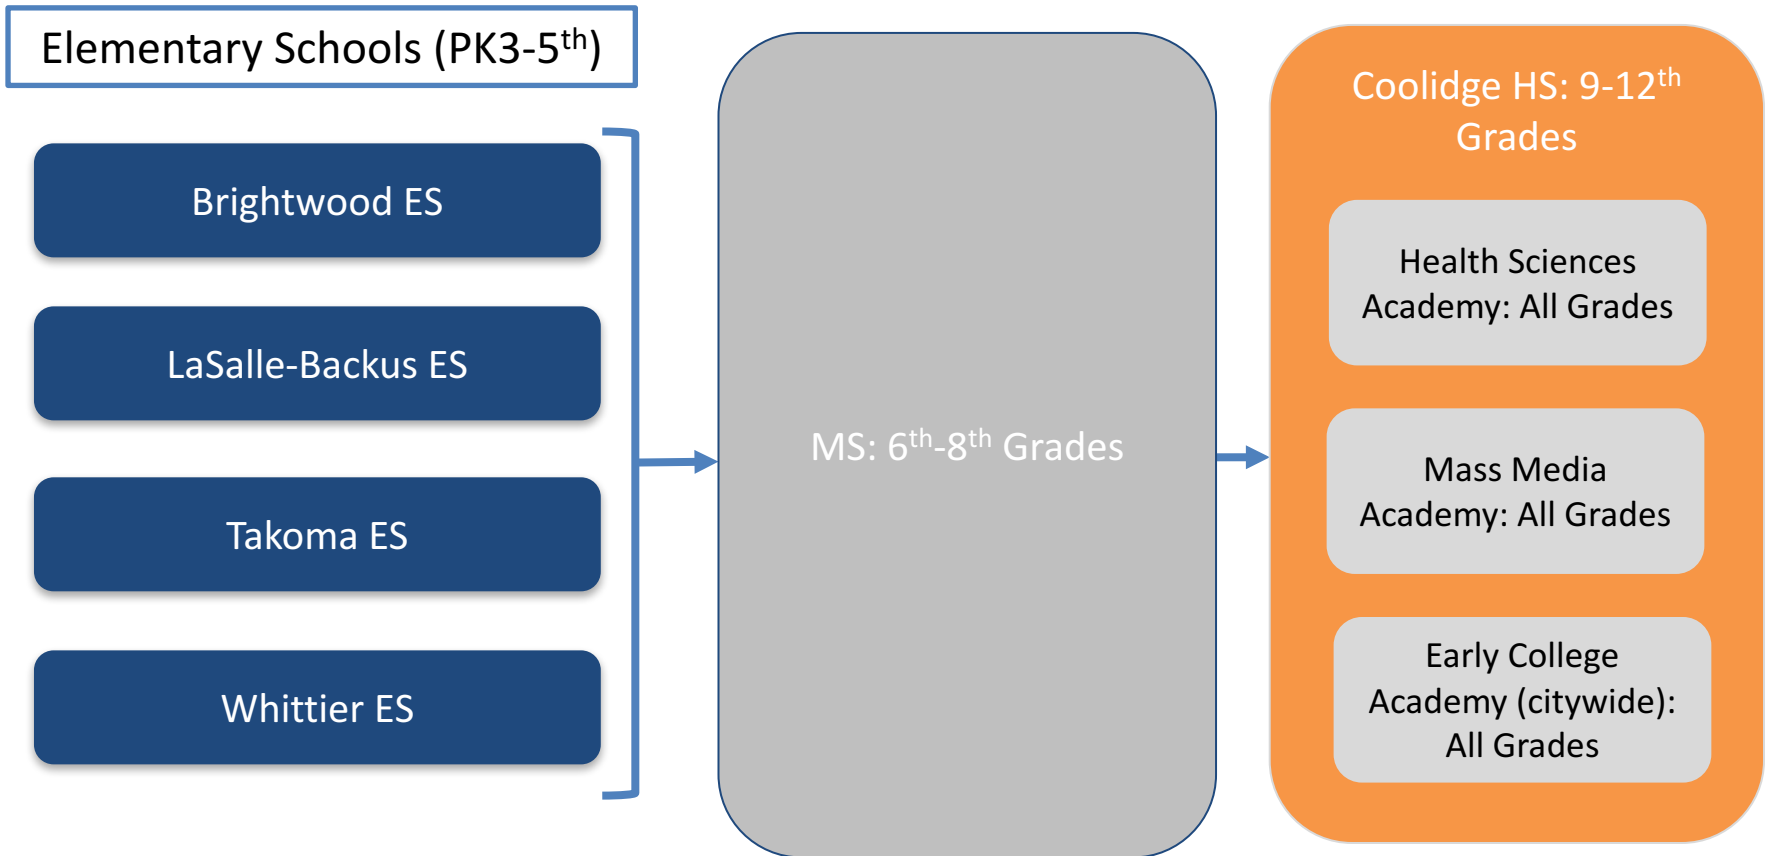 Elementary Schools (PK3-5th)
Brightwood ES
LaSalle-Backus ES
Takoma ES
Whittier ES
MS: 6th-8th Grades
Coolidge HS: 9-12th
Grades
Health Sciences
Academy: All Grades
Mass Media
Academy: All Grades
Early College
Academy (citywide):
All Grades